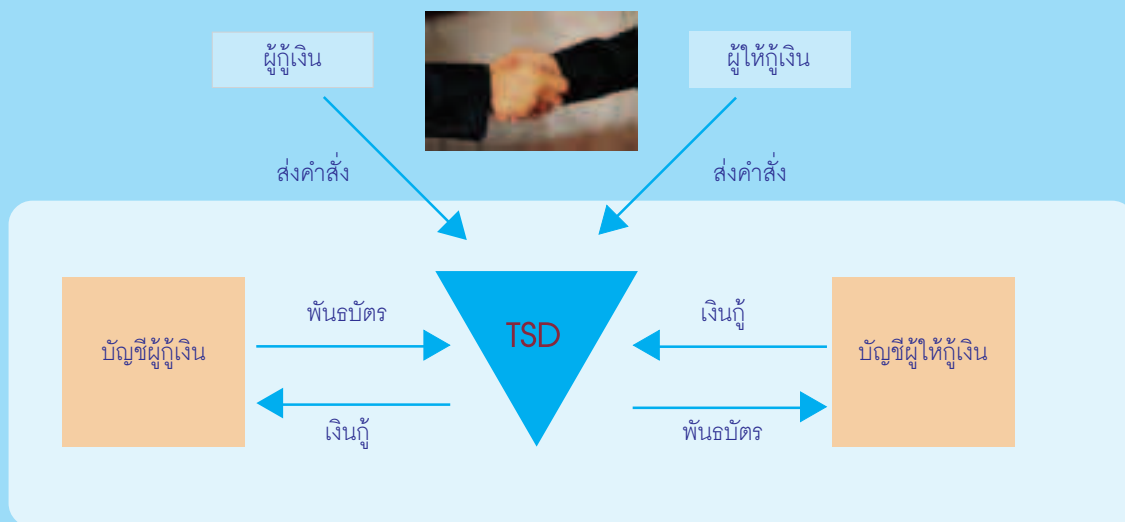 ผู้กู้เงิน
ผู้ให้กู้เงิน
ส่งคำสั่ง
ส่งคำสั่ง
พันธบัตร
เงินกู้
บัญชีผู้กู้เงิน
TSD
บัญชีผู้ให้กู้เงิน
เงินกู้
พันธบัตร